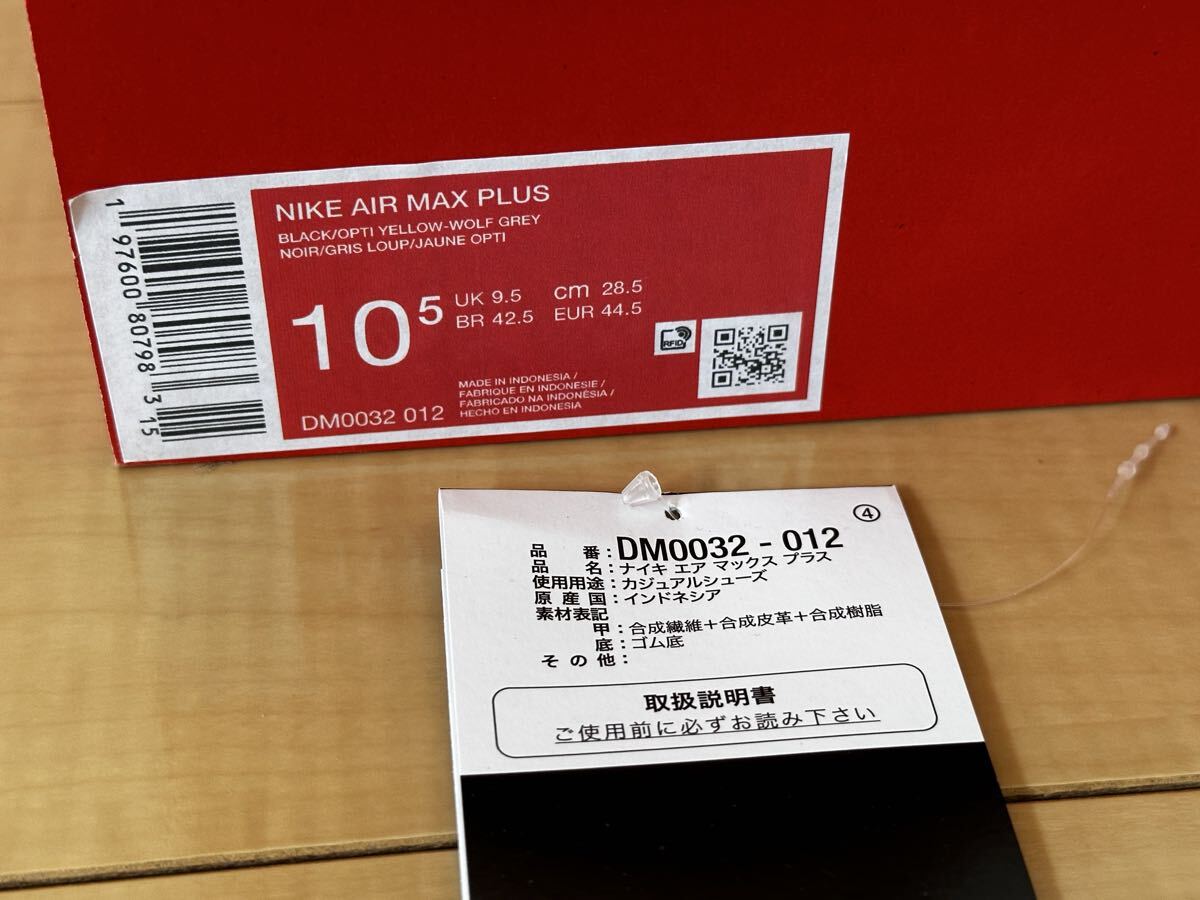 1 97600 80798 3 15
NIKE AIR MAX PLUS
BLACK/OPTI YELLOW-WOLF GREY
NOIR/GRIS LOUP/JAUNE OPTI
10⁵
UK 9.5 cm 28.5
BR 42.5 EUR 44.5
RFID
MADE IN INDONESIA /
FABRIQUE EN INDONESIE /
FABRICADO NA INDONÉSIA /
HECHO EN INDONESIA
DM0032 012
④
品番:DM0032-012
品名:ナイキ エア マックス プラス
使用用途:カジュアルシューズ
原産国:インドネシア
素材表記
甲:合成繊維+合成皮革+合成樹脂
底:ゴム底
その他:
取扱説明書
ご使用前に必ずお読み下さい